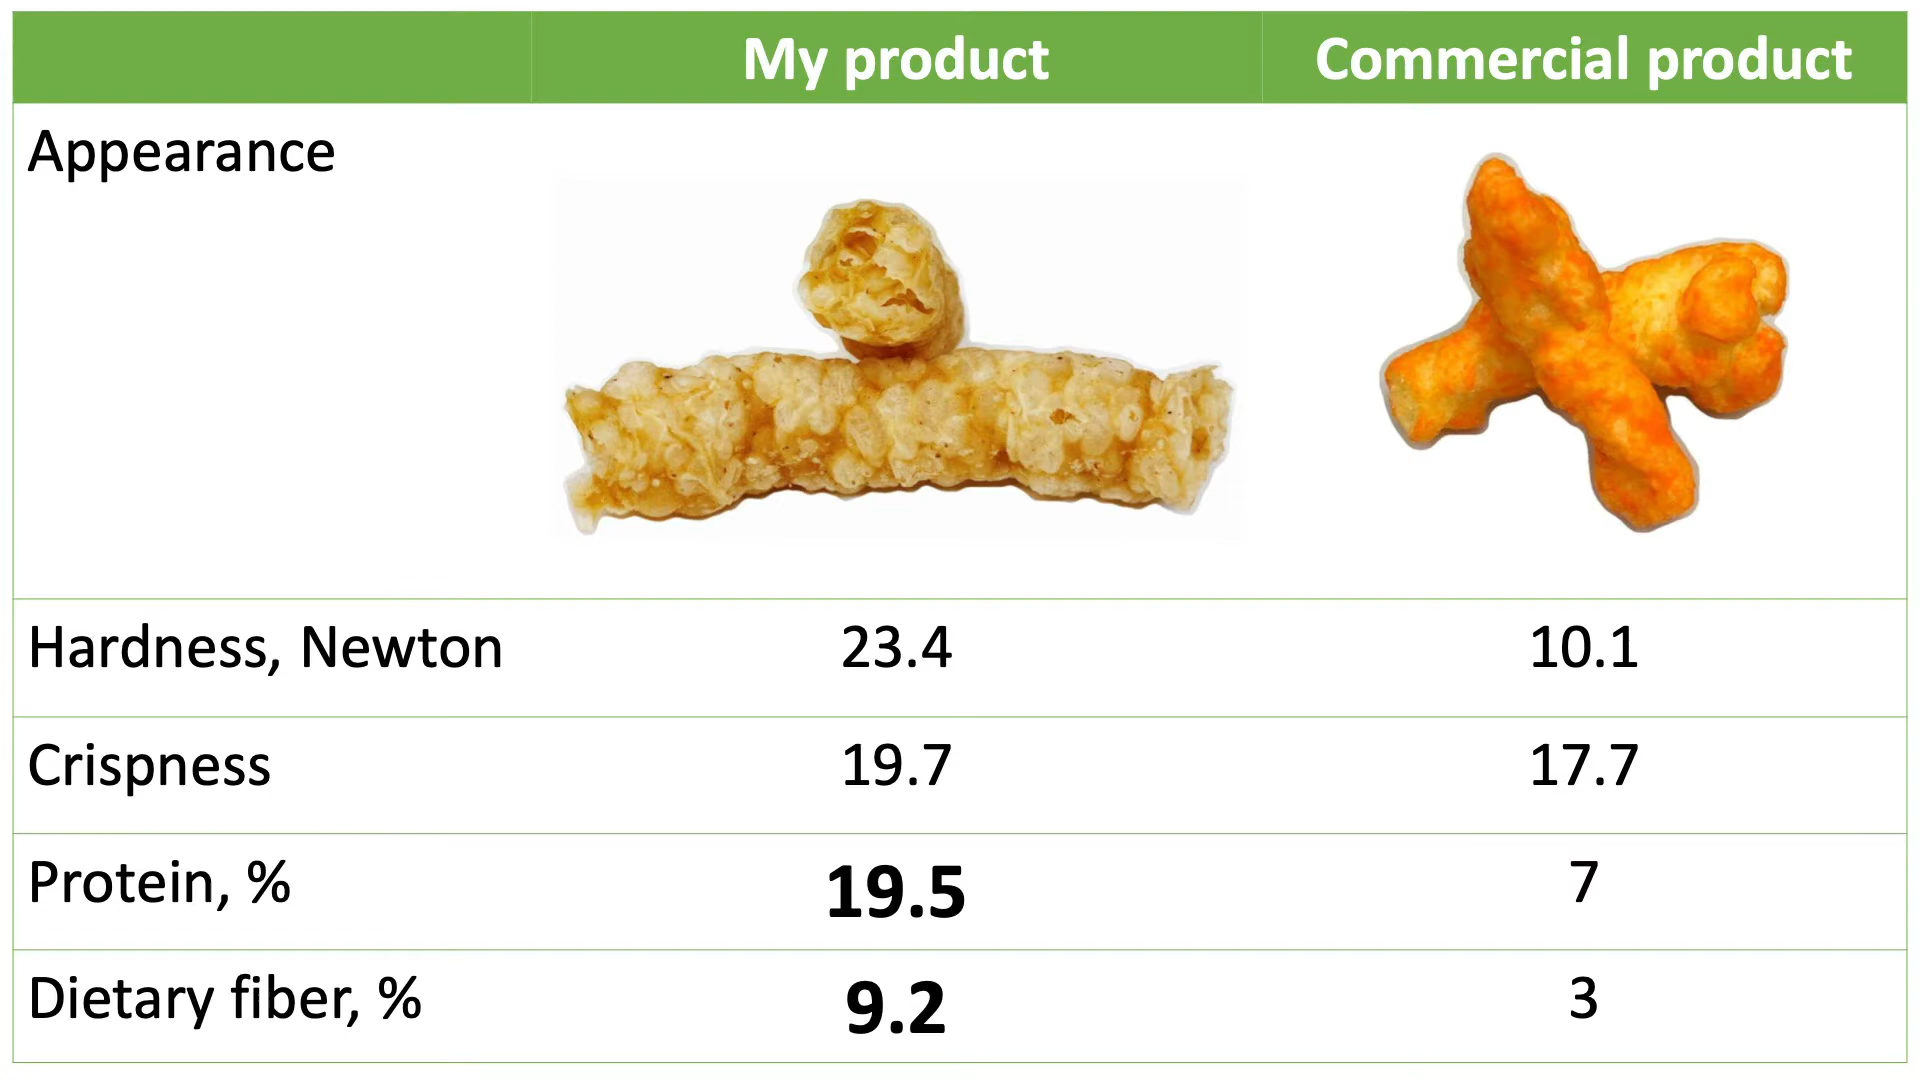 My product Commercial product
Appearance
Hardness, Newton 23.4 10.1
Crispness 19.7 17.7
Protein, % 19.5 7
Dietary fiber, % 9.2 3